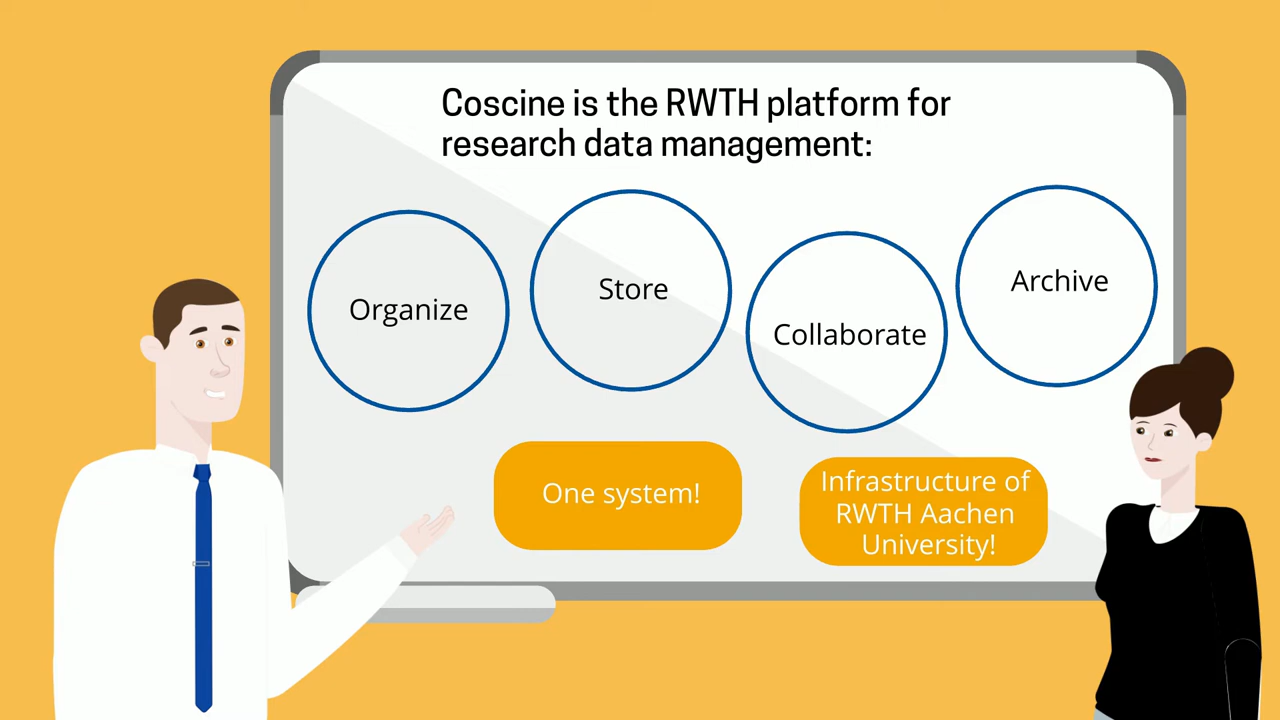 Coscine is the RWTH platform for
research data management:
Organize
Store
Collaborate
Archive
One system!
Infrastructure of
RWTH Aachen
University!